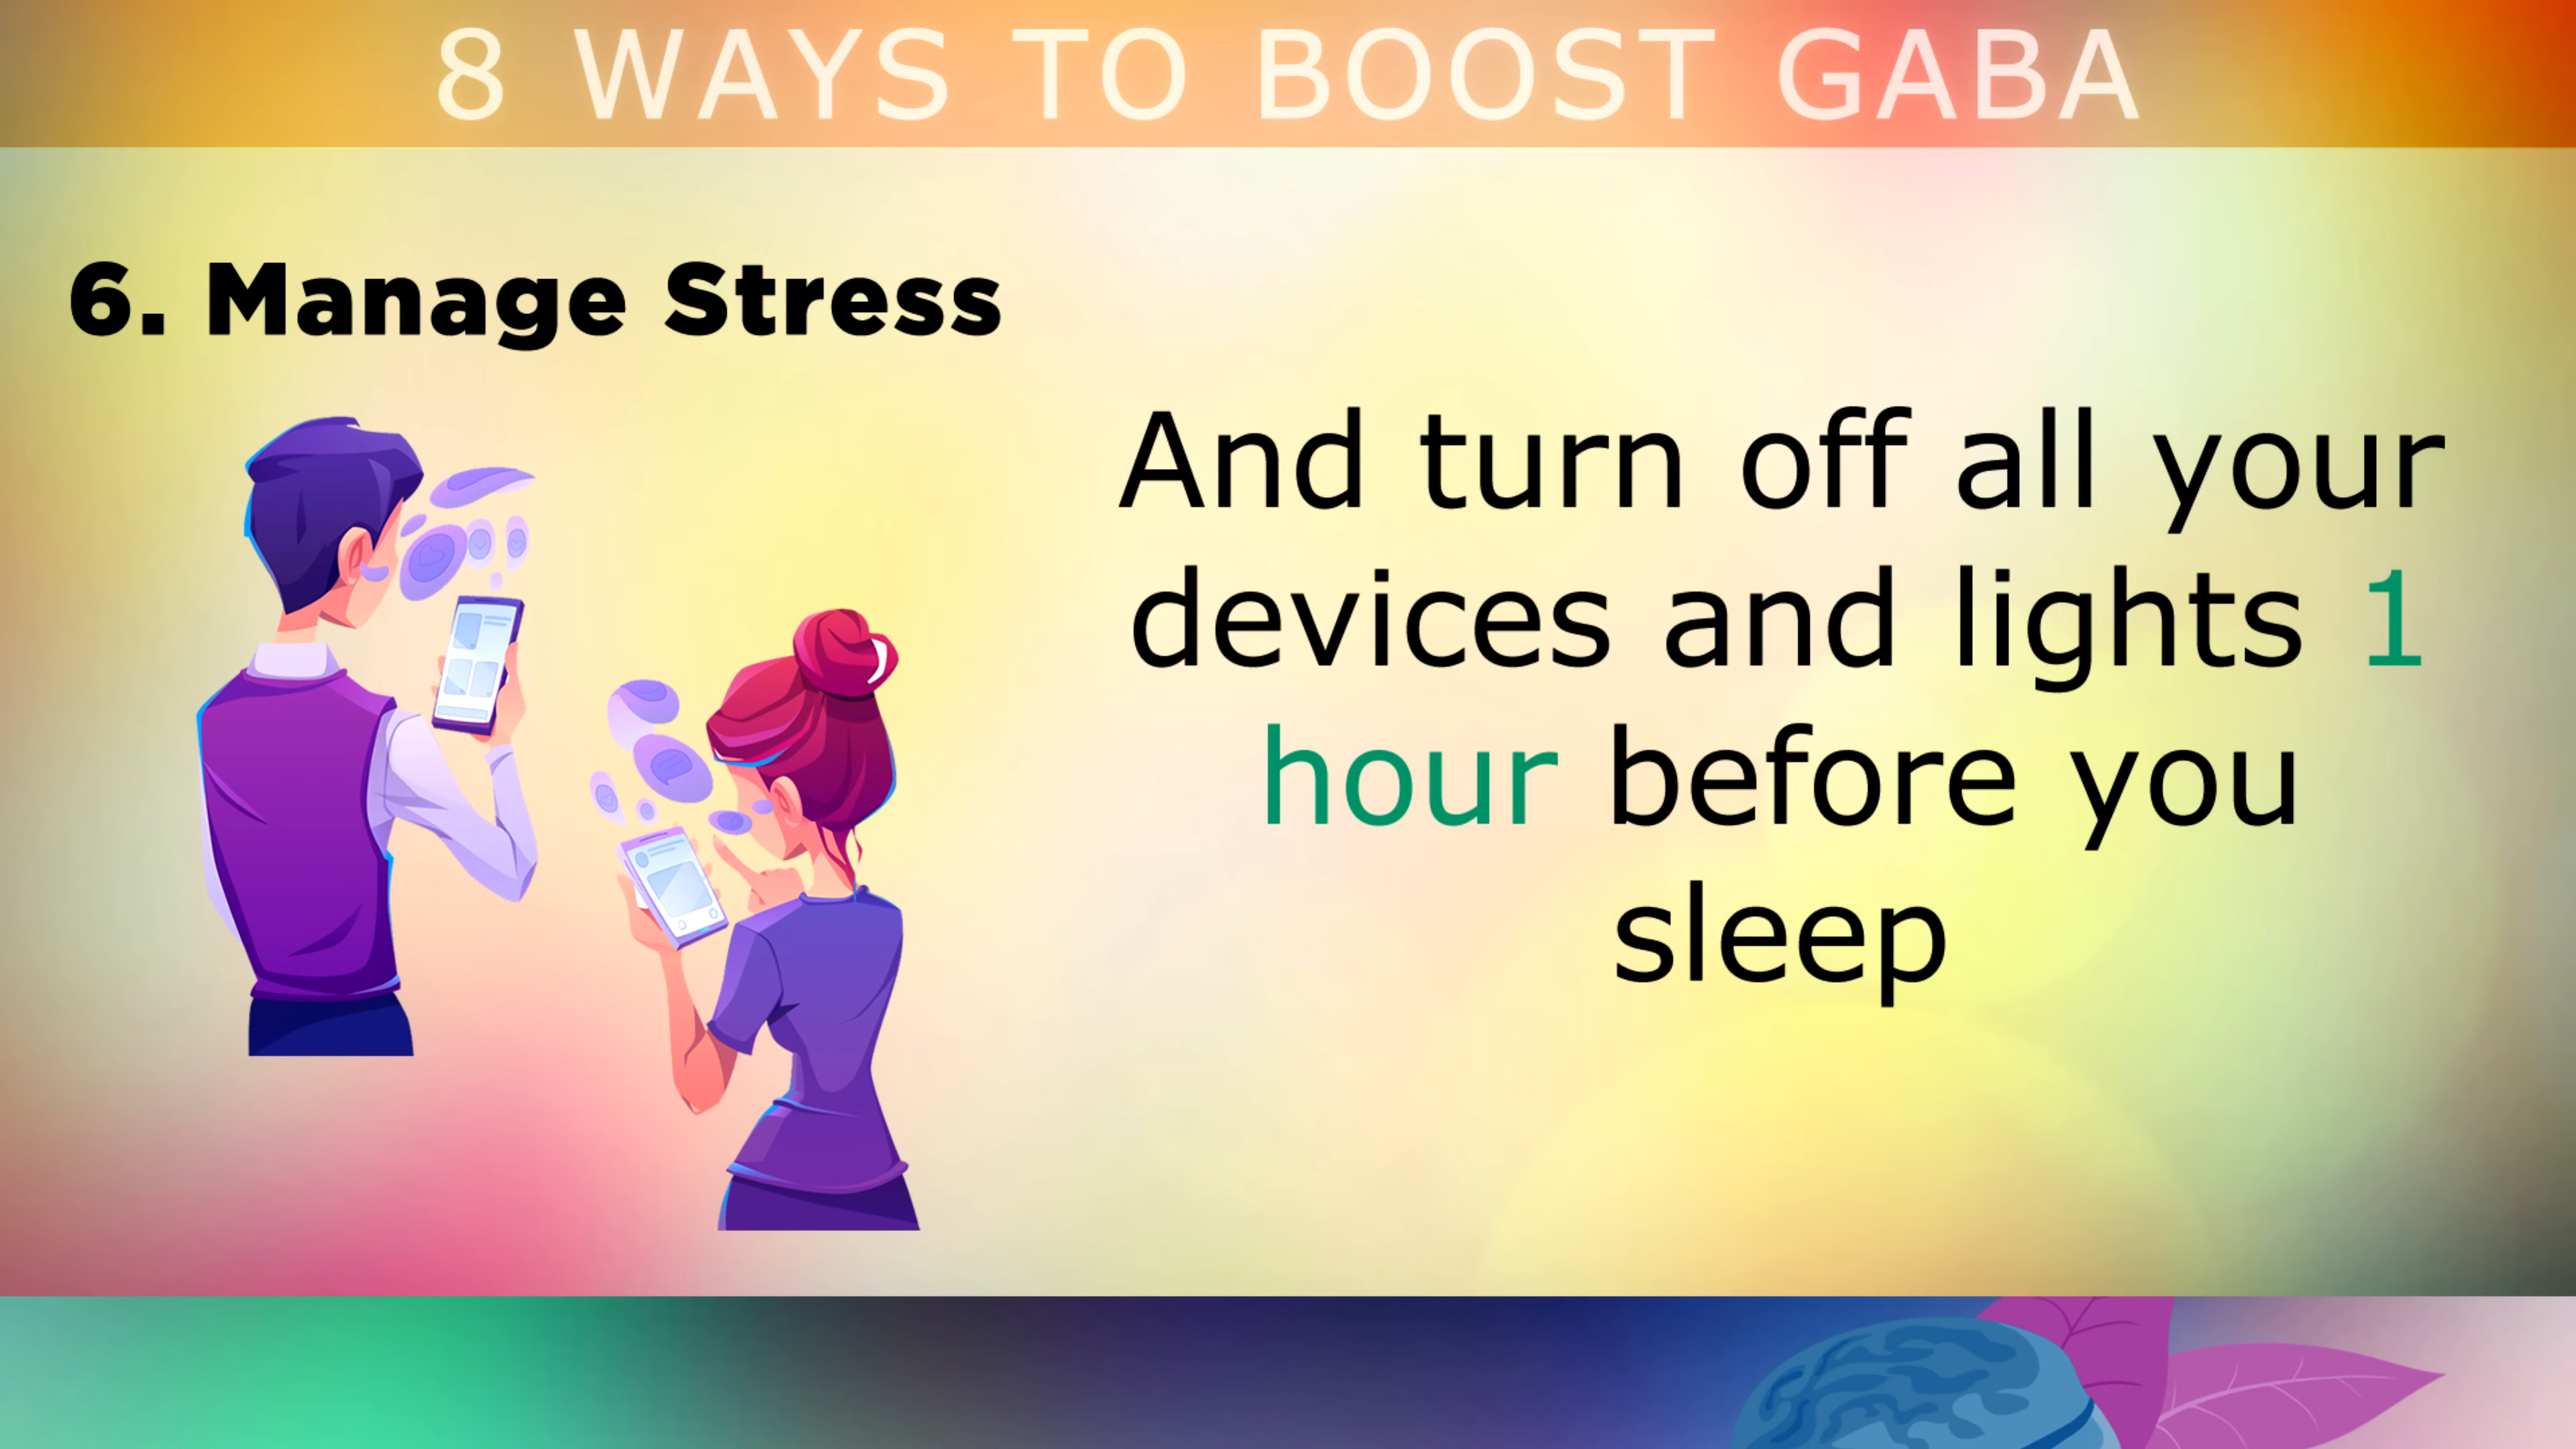 8 WAYS TO BOOST GABA
6. Manage Stress
And turn off all your
devices and lights 1
hour before you
sleep